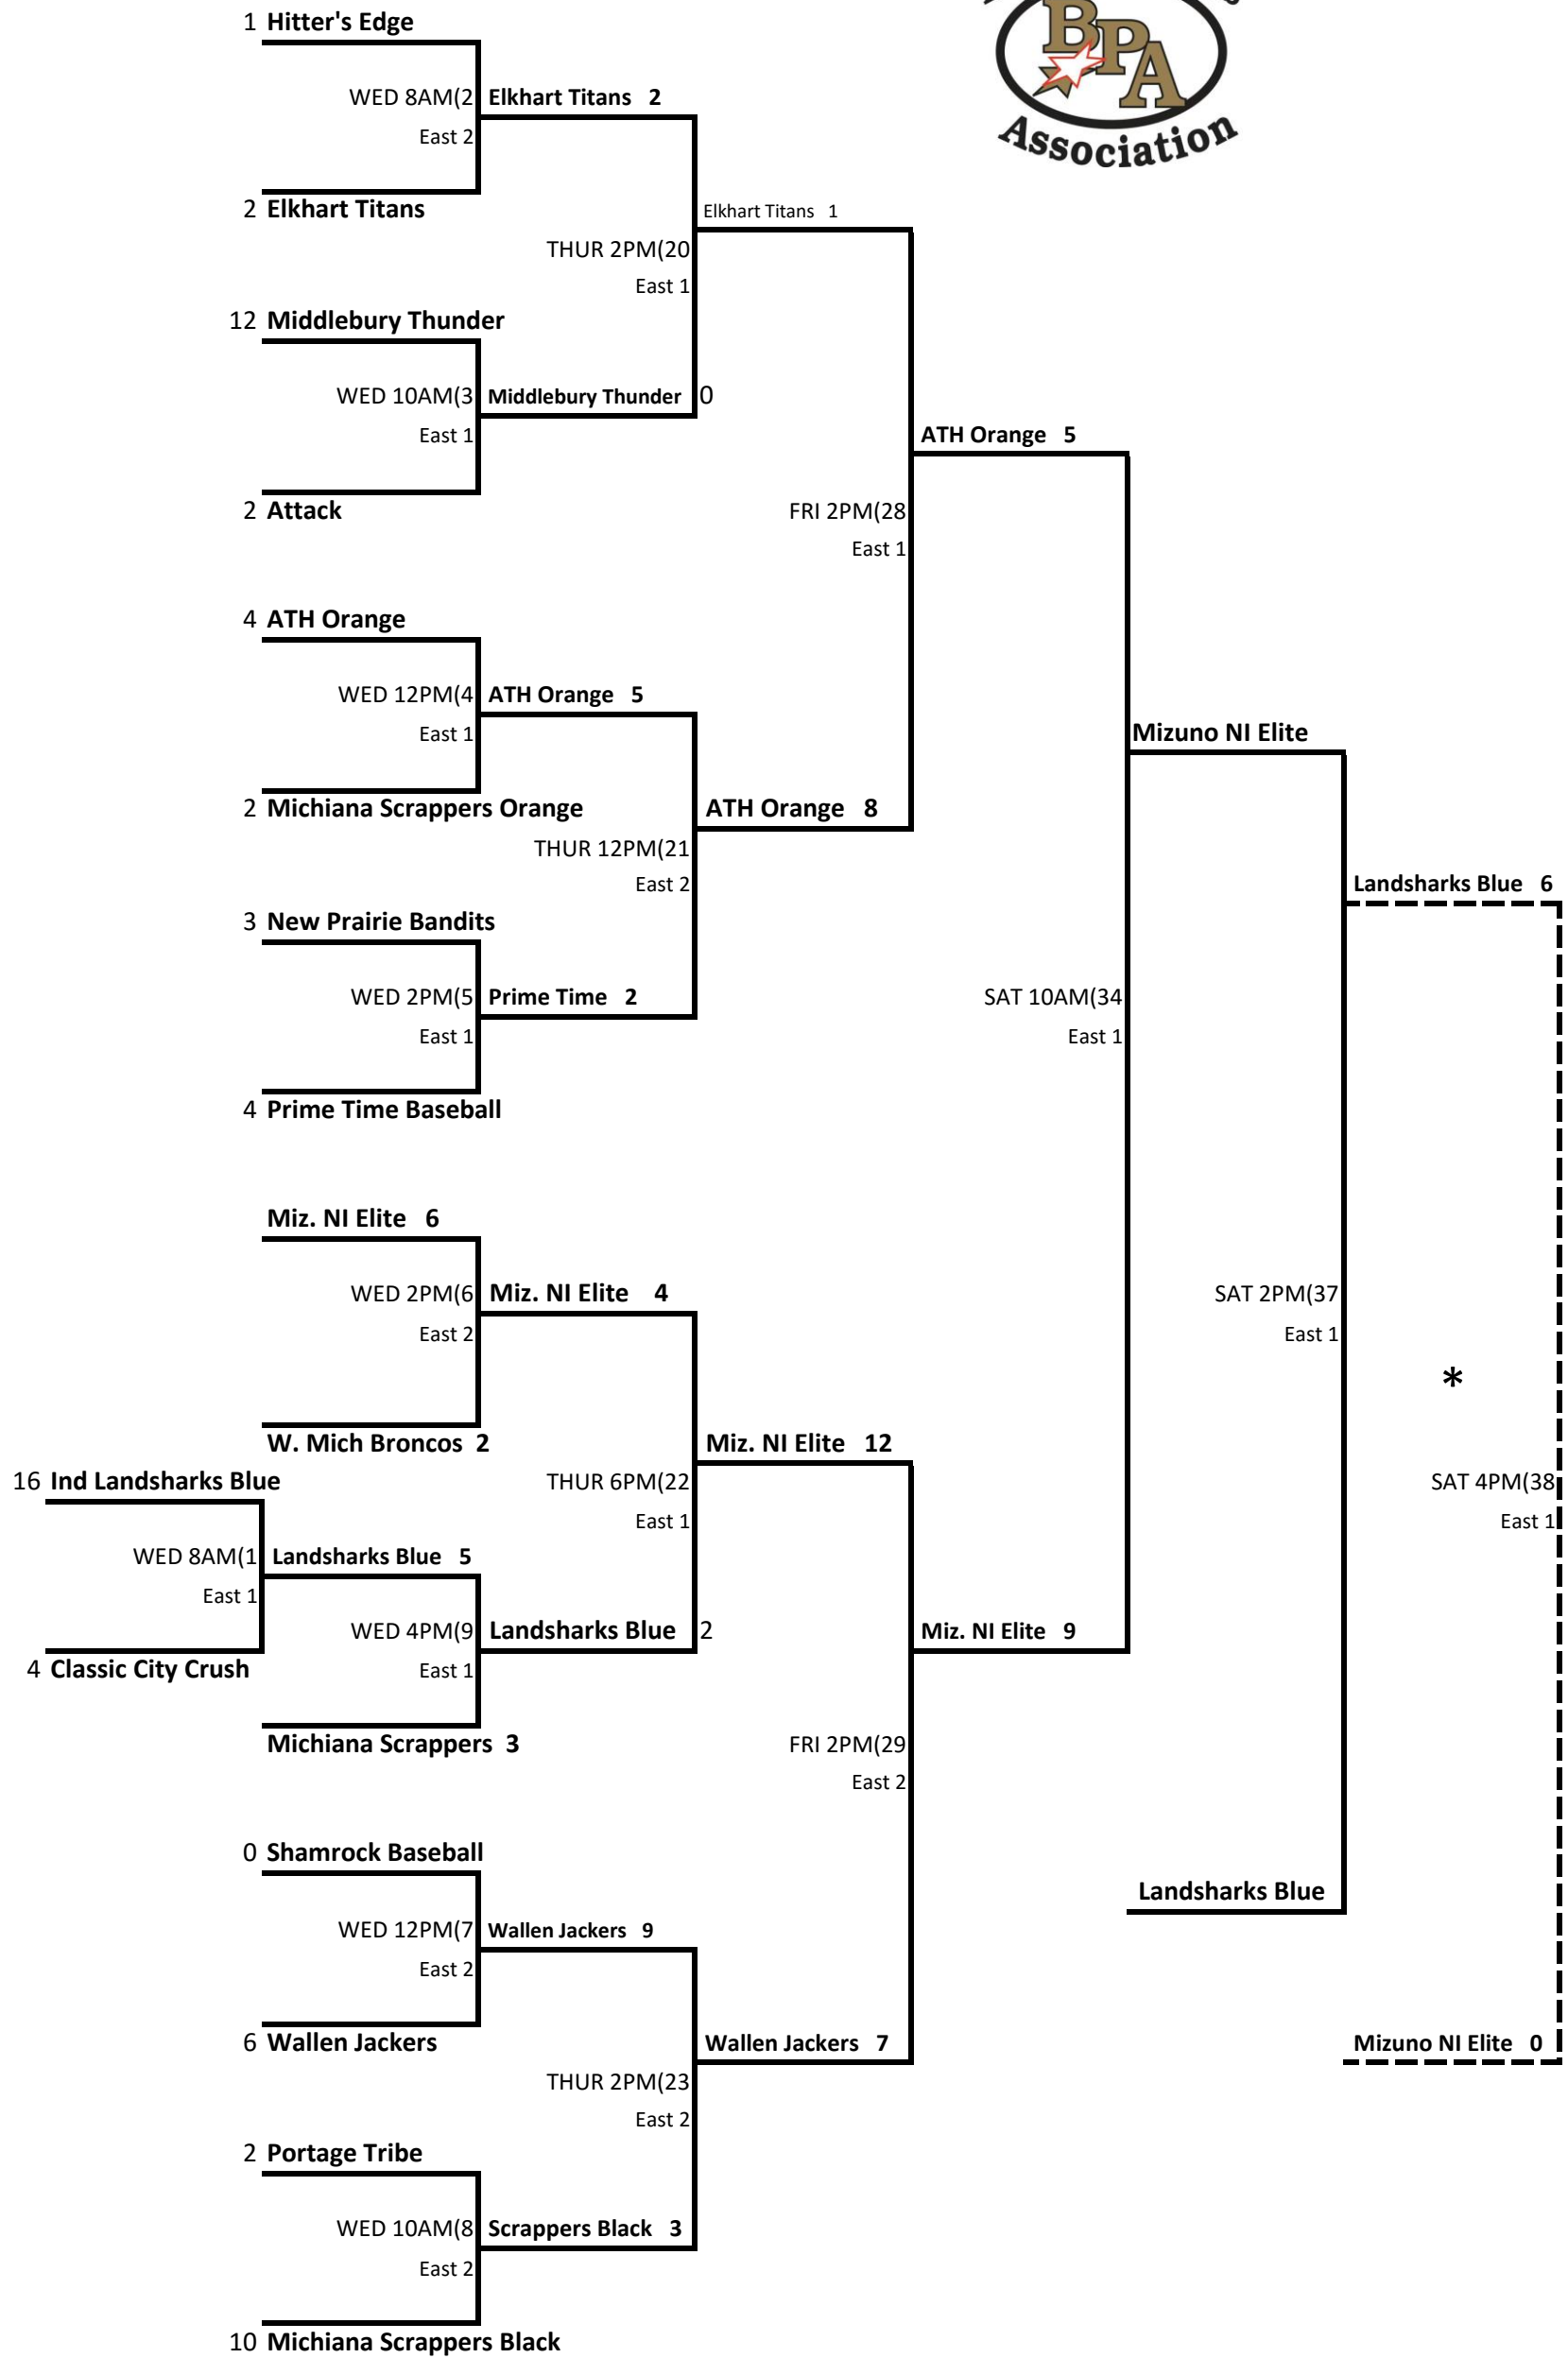 BPA
Association
1 Hitter's Edge
WED 8AM(2 Elkhart Titans 2
East 2
2 Elkhart Titans
Elkhart Titans 1
THUR 2PM(20
East 1
12 Middlebury Thunder
WED 10AM(3 Middlebury Thunder 0
East 1
ATH Orange 5
2 Attack
FRI 2PM(28
East 1
4 ATH Orange
WED 12PM(4 ATH Orange 5
East 1
Mizuno NI Elite
2 Michiana Scrappers Orange
ATH Orange 8
THUR 12PM(21
East 2
Landsharks Blue 6
3 New Prairie Bandits
WED 2PM(5 Prime Time 2
SAT 10AM(34
East 1
East 1
4 Prime Time Baseball
Miz. NI Elite 6
WED 2PM(6 Miz. NI Elite 4
SAT 2PM(37
East 2
East 1
*
W. Mich Broncos 2
Miz. NI Elite 12
16 Ind Landsharks Blue
THUR 6PM(22
SAT 4PM(38
East 1
East 1
WED 8AM(1 Landsharks Blue 5
East 1
WED 4PM(9 Landsharks Blue 2
Miz. NI Elite 9
4 Classic City Crush
East 1
Michiana Scrappers 3
FRI 2PM(29
East 2
0 Shamrock Baseball
Landsharks Blue
WED 12PM(7 Wallen Jackers 9
East 2
6 Wallen Jackers
Wallen Jackers 7
Mizuno NI Elite 0
THUR 2PM(23
East 2
2 Portage Tribe
WED 10AM(8 Scrappers Black 3
East 2
10 Michiana Scrappers Black